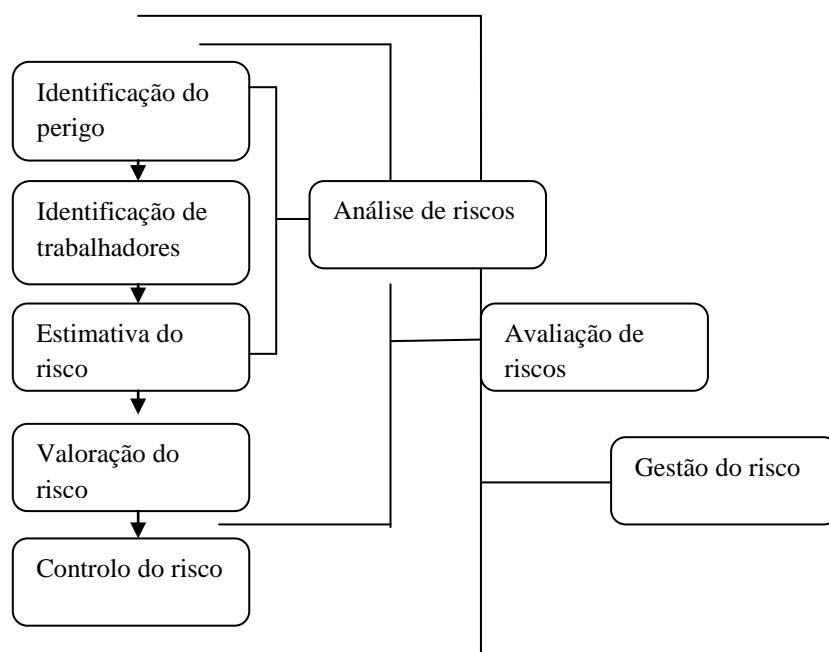 Identificação do
perigo
Identificação de
trabalhadores
Análise de riscos
Estimativa do
risco
Avaliação de
riscos
Valoração do
risco
Gestão do risco
Controlo do risco